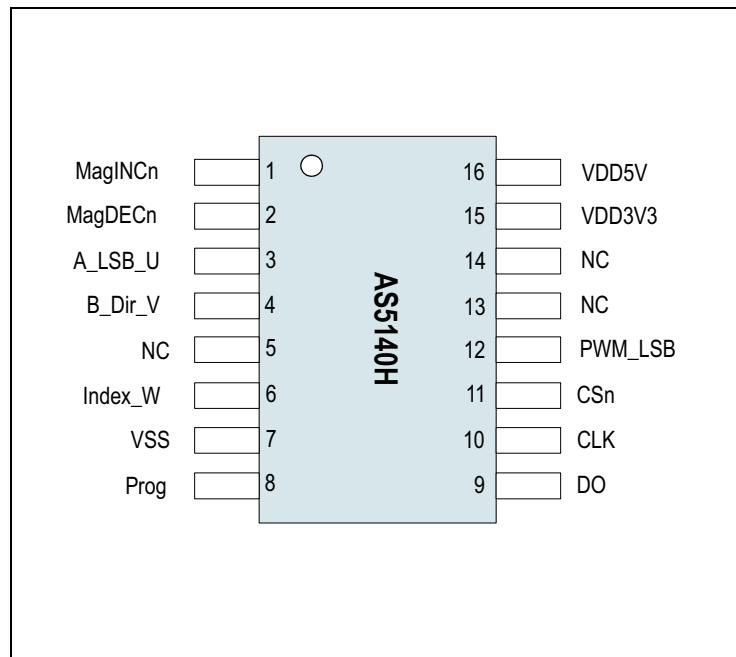 MagINCn 1 16 VDD5V
MagDECn 2 15 VDD3V3
A_LSB_U 3 14 NC
B_Dir_V 4 13 NC
NC 5 12 PWM_LSB
Index_W 6 11 CSn
VSS 7 10 CLK
Prog 8 9 DO
AS5140H